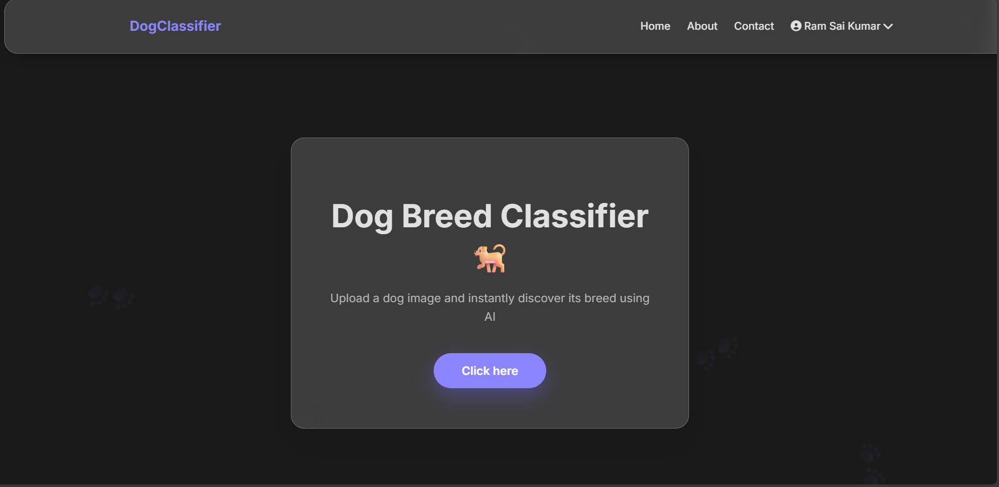 DogClassifier
Home About Contact Ram Sai Kumar
Dog Breed Classifier
Upload a dog image and instantly discover its breed using
AI
Click here